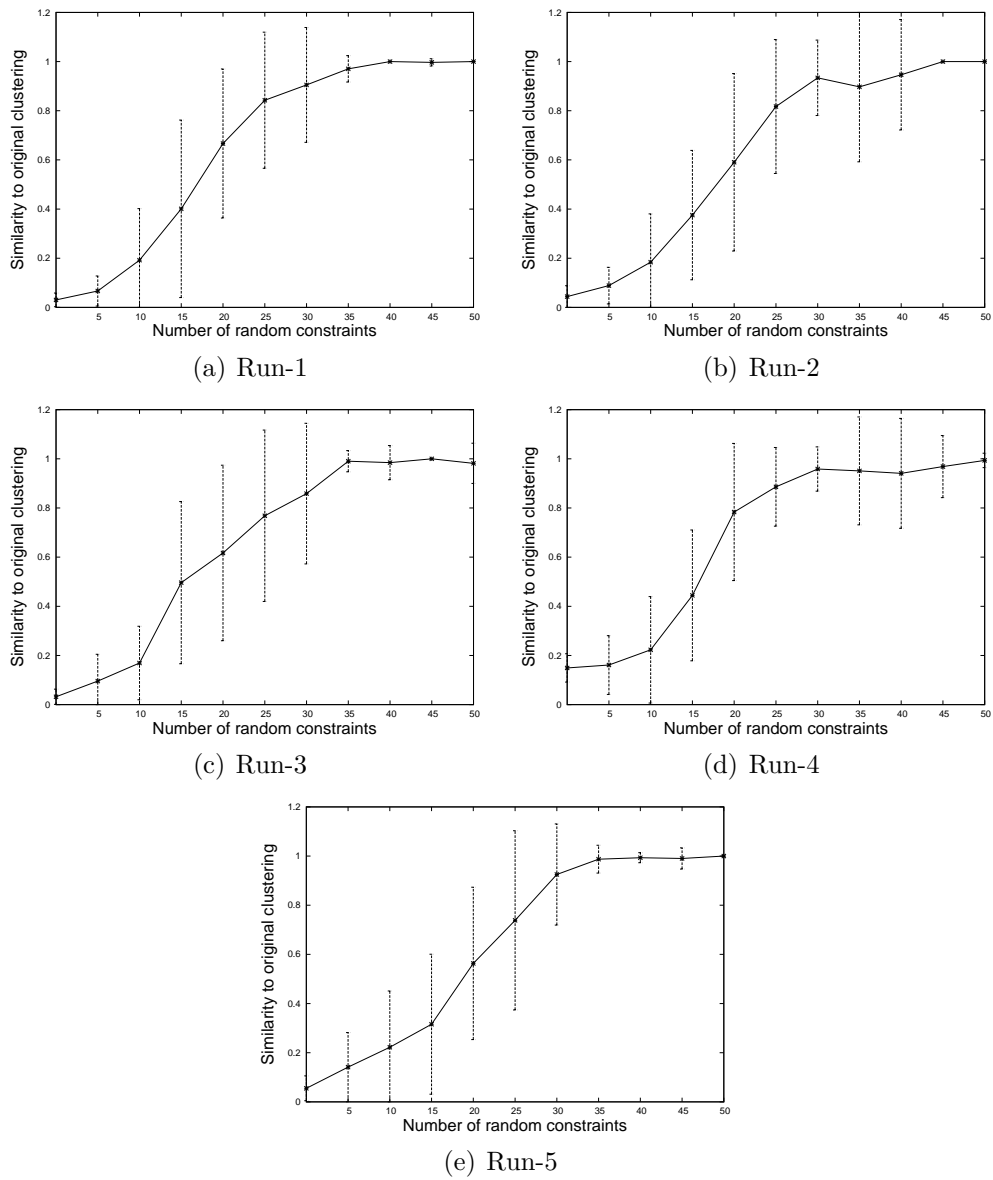 1.2
1
0.8
0.6
0.4
0.2
0
Similarity to original clustering
5 10 15 20 25 30 35 40 45 50
Number of random constraints
(a) Run-1
1.2
1
0.8
0.6
0.4
0.2
0
Similarity to original clustering
5 10 15 20 25 30 35 40 45 50
Number of random constraints
(b) Run-2
1.2
1
0.8
0.6
0.4
0.2
0
Similarity to original clustering
5 10 15 20 25 30 35 40 45 50
Number of random constraints
(c) Run-3
1.2
1
0.8
0.6
0.4
0.2
0
Similarity to original clustering
5 10 15 20 25 30 35 40 45 50
Number of random constraints
(d) Run-4
1.2
1
0.8
0.6
0.4
0.2
0
Similarity to original clustering
5 10 15 20 25 30 35 40 45 50
Number of random constraints
(e) Run-5